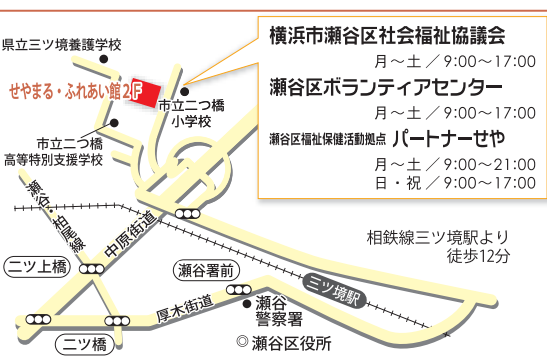 横浜市瀬谷区社会福祉協議会
月～土／9:00～17:00
瀬谷区ボランティアセンター
月～土／9:00～17:00
瀬谷区福祉保健活動拠点 パートナーせや
月～土／9:00～21:00
日・祝／9:00～17:00
県立三ツ境養護学校
せやまる・ふれあい館2F
市立二つ橋
小学校
市立二つ橋
高等特別支援学校
瀬谷・柏尾線
中原街道
相鉄線三ツ境駅より
徒歩12分
二ツ上橋
瀬谷署前
三ツ境駅
厚木街道
瀬谷
警察署
二ツ橋
◎瀬谷区役所